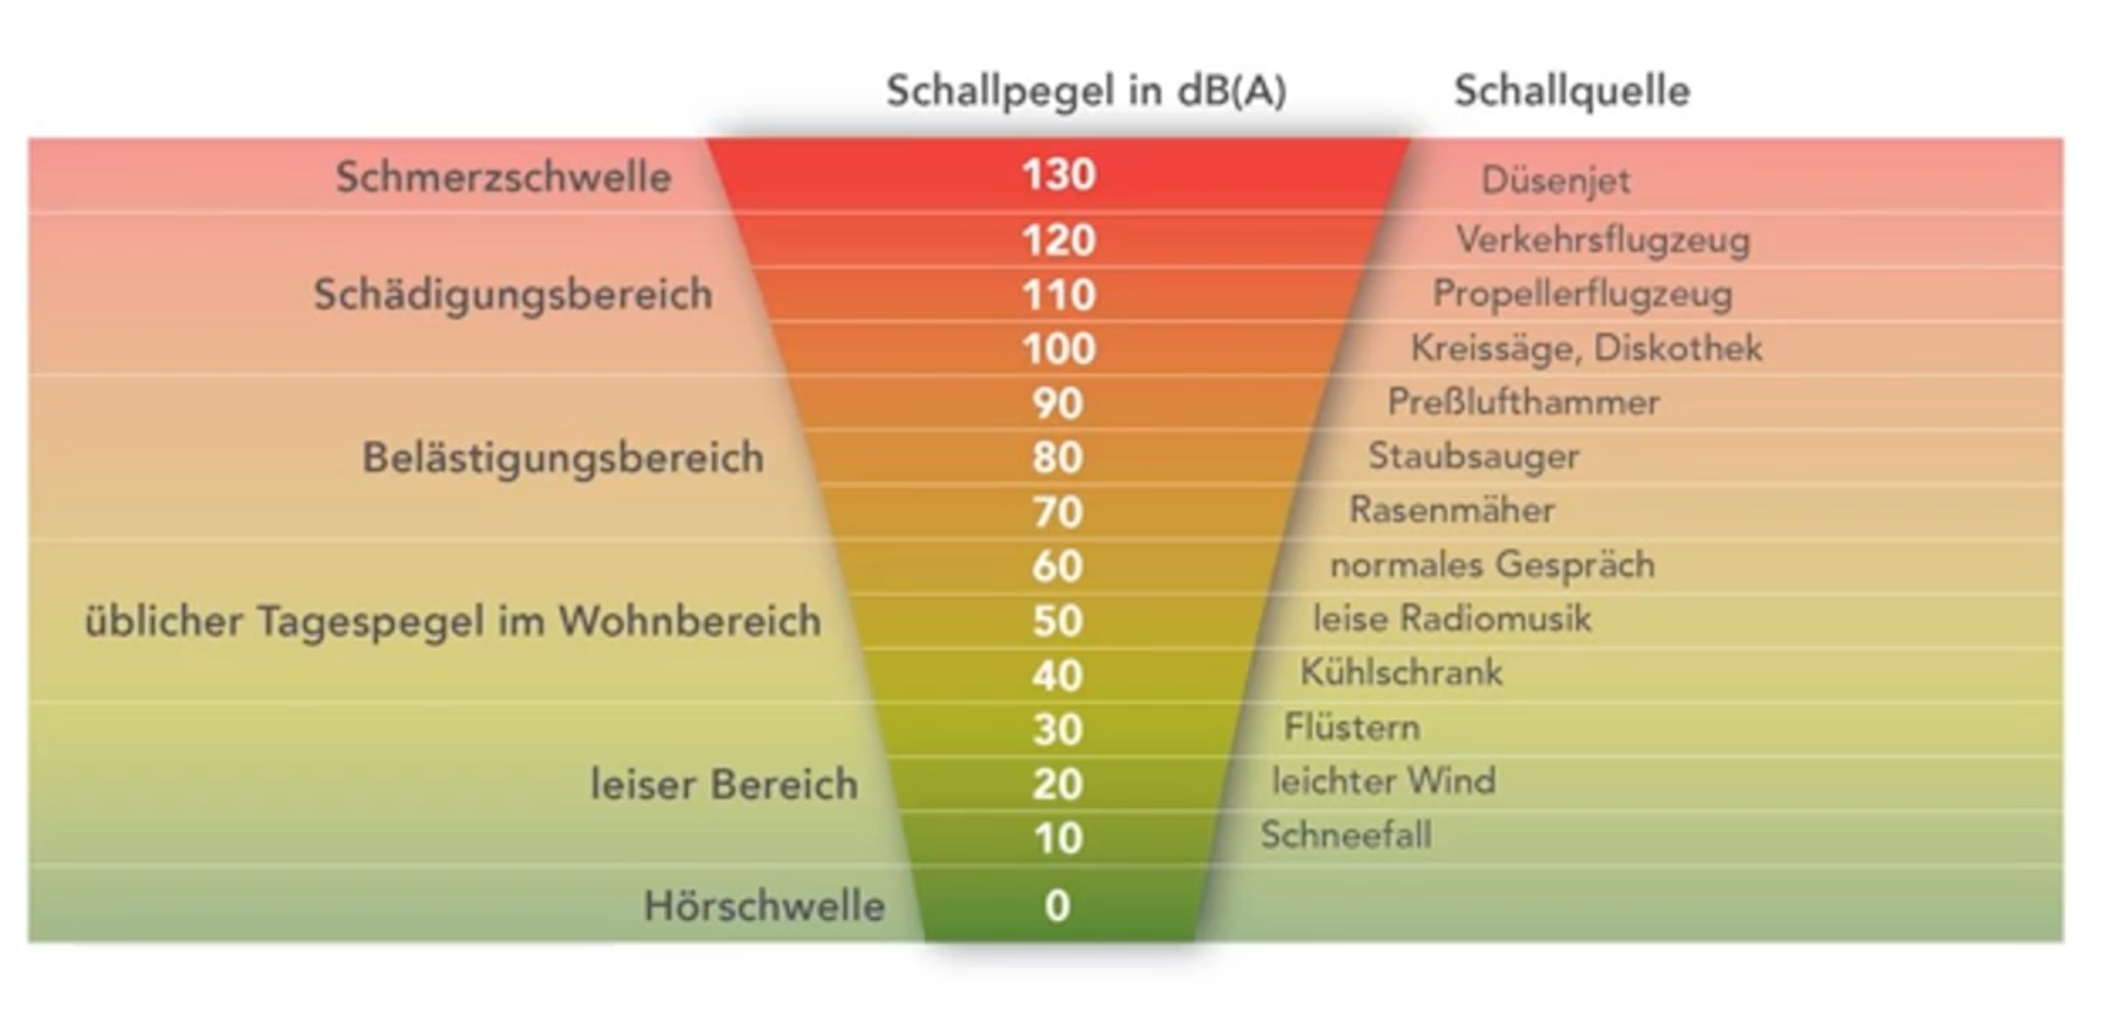 Schallpegel in dB(A) Schallquelle
Schmerzschwelle 130 Düsenjet
120 Verkehrsflugzeug
Schädigungsbereich 110 Propellerflugzeug
100 Kreissäge, Diskothek
90 Preßlufthammer
Belästigungsbereich 80 Staubsauger
70 Rasenmäher
60 normales Gespräch
üblicher Tagespegel im Wohnbereich 50 leise Radiomusik
40 Kühlschrank
30 Flüstern
leiser Bereich 20 leichter Wind
10 Schneefall
Hörschwelle 0